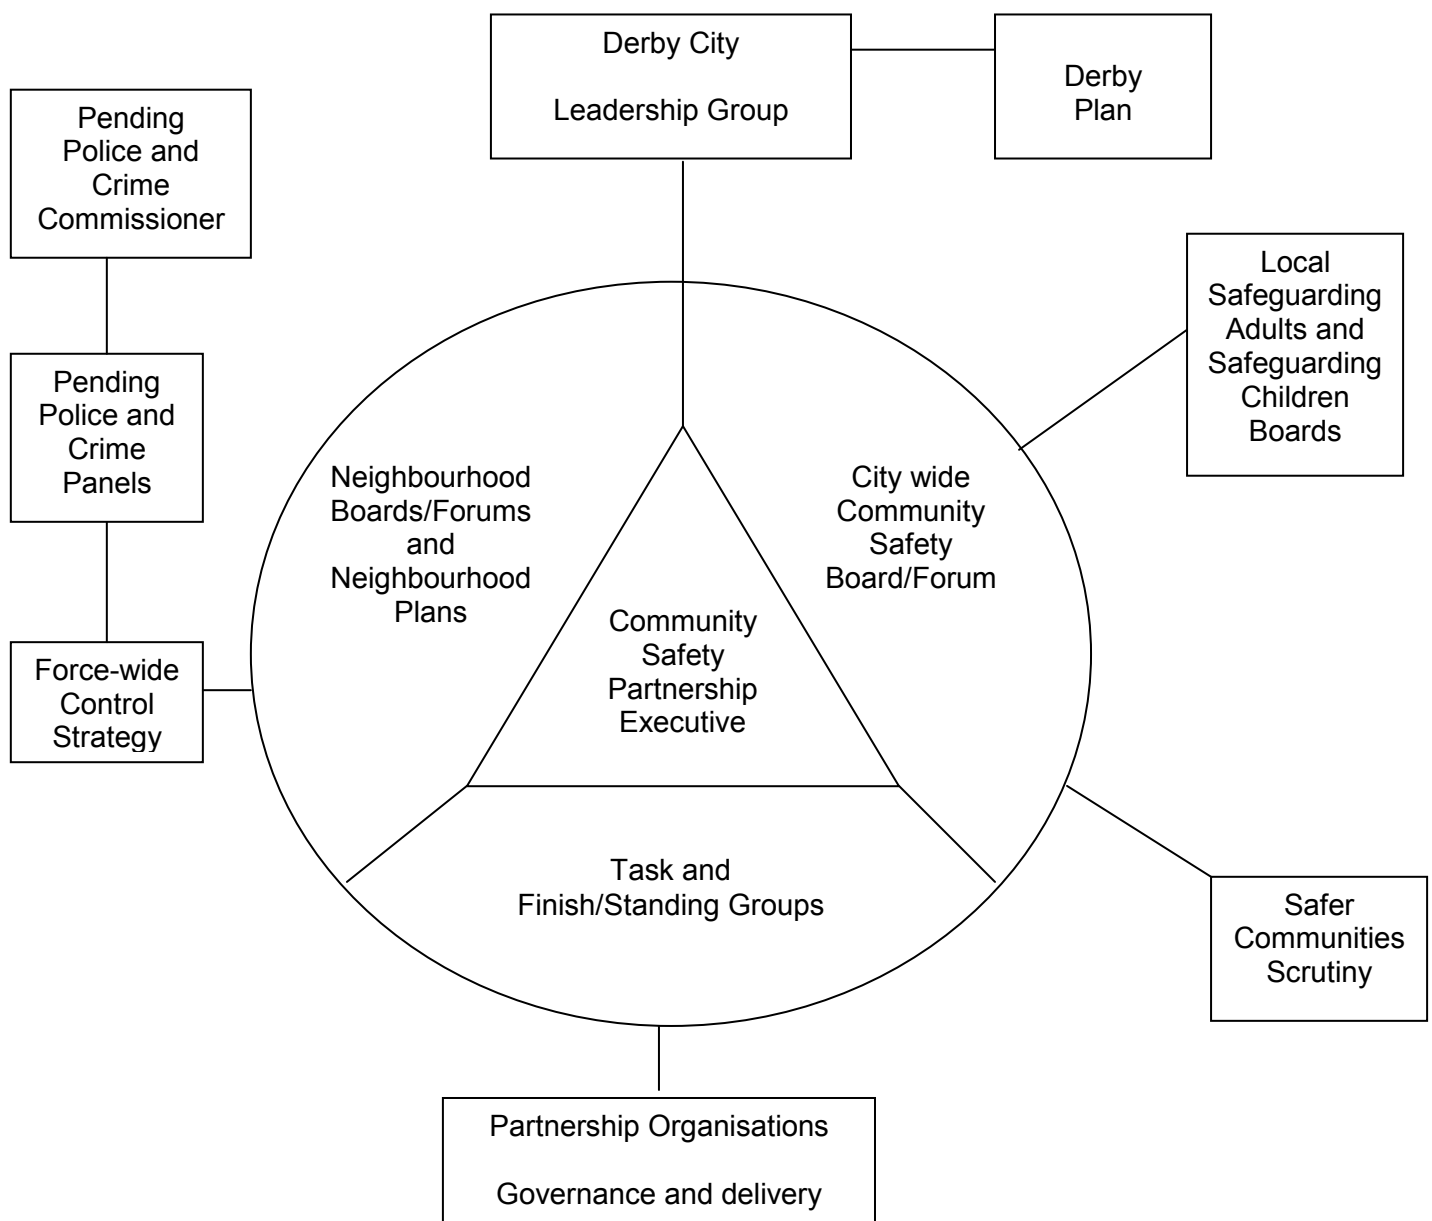 Derby City
Leadership Group
Derby
Plan
Pending
Police and
Crime
Commissioner
Local
Safeguarding
Adults and
Safeguarding
Children
Boards
Pending
Police and
Crime
Panels
Neighbourhood
Boards/Forums
and
Neighbourhood
Plans
City wide
Community
Safety
Board/Forum
Community
Safety
Partnership
Executive
Force-wide
Control
Strategy
Task and
Finish/Standing Groups
Safer
Communities
Scrutiny
Partnership Organisations
Governance and delivery